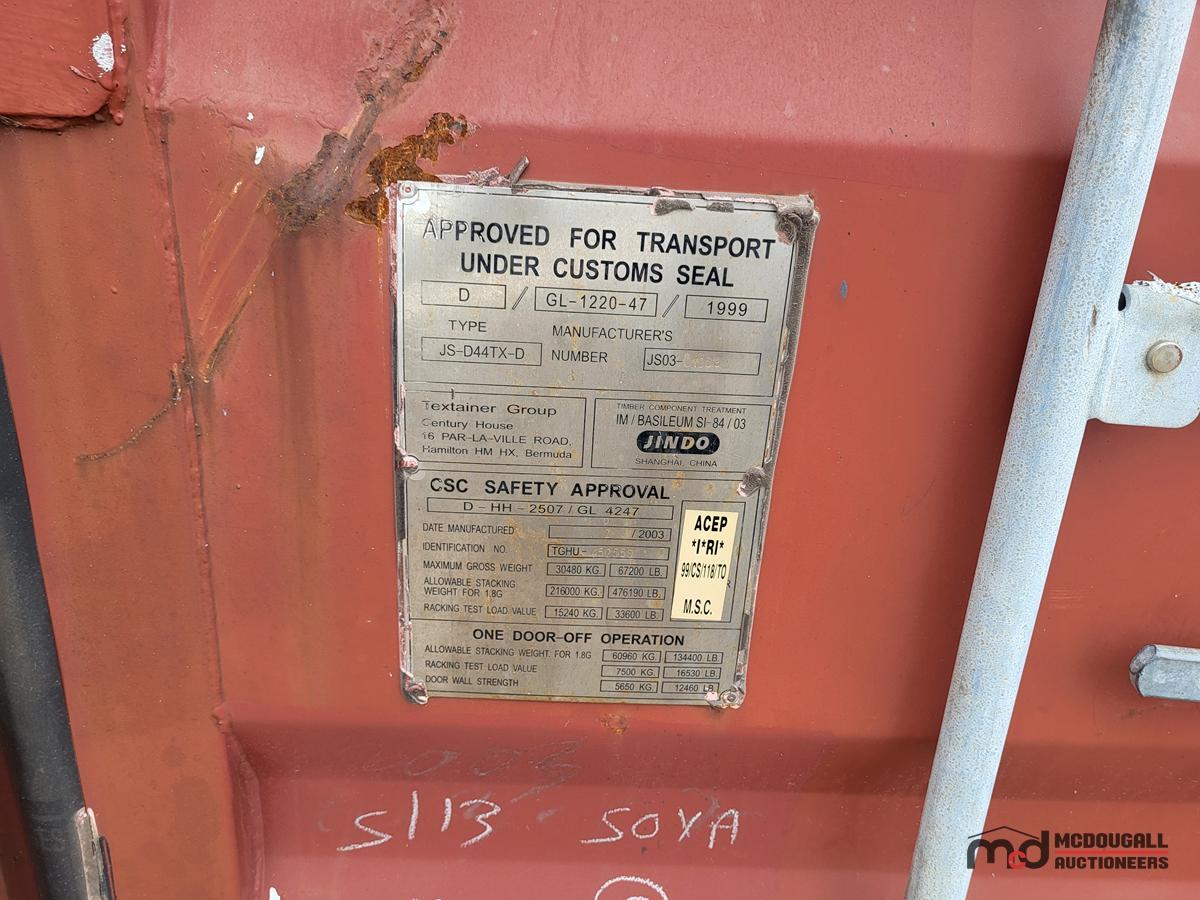 APPROVED FOR TRANSPORT
UNDER CUSTOMS SEAL
D / GL-1220-47 / 1999
TYPE MANUFACTURER'S
JS-D44TX-D NUMBER JS03-
Textainer Group
Century House
16 PAR-LA-VILLE ROAD,
Hamilton HM HX, Bermuda
TIMBER COMPONENT TREATMENT
IM / BASILEUM SI-84 / 03
JINDO
SHANGHAI, CHINA
CSC SAFETY APPROVAL
D-HH-2507 / GL 4247
DATE MANUFACTURED / 2003
IDENTIFICATION NO. TGHU-
MAXIMUM GROSS WEIGHT 30480 KG. 67200 LB.
ALLOWABLE STACKING
WEIGHT FOR 1.8G 216000 KG. 476190 LB.
RACKING TEST LOAD VALUE 15240 KG. 33600 LB.
ACEP
*I*RI*
99/CS/118/TO
M.S.C.
ONE DOOR-OFF OPERATION
ALLOWABLE STACKING WEIGHT. FOR 1.8G 60960 KG. 134400 LB.
RACKING TEST LOAD VALUE 7500 KG. 16530 LB.
DOOR WALL STRENGTH 5650 KG. 12460 LB.
5113 SOYA
md MCDOUGALL
AUCTIONEERS